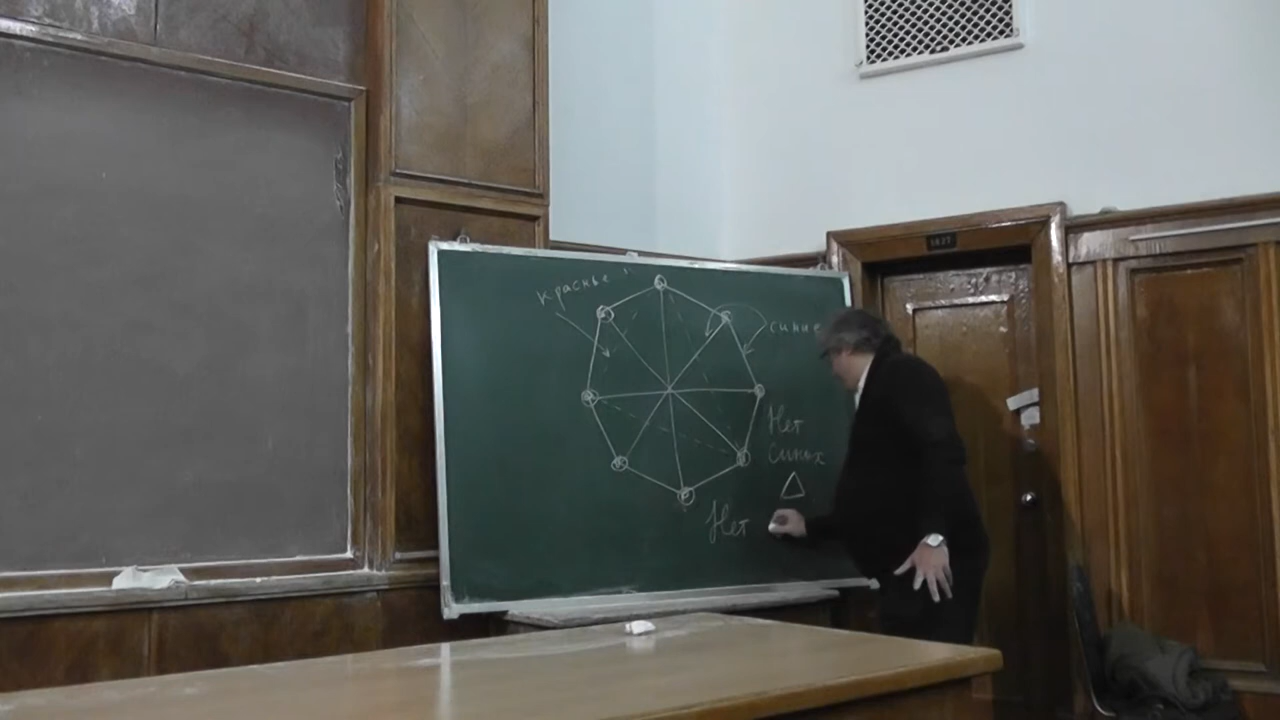 красные
синие
Нет
Синих
Нет